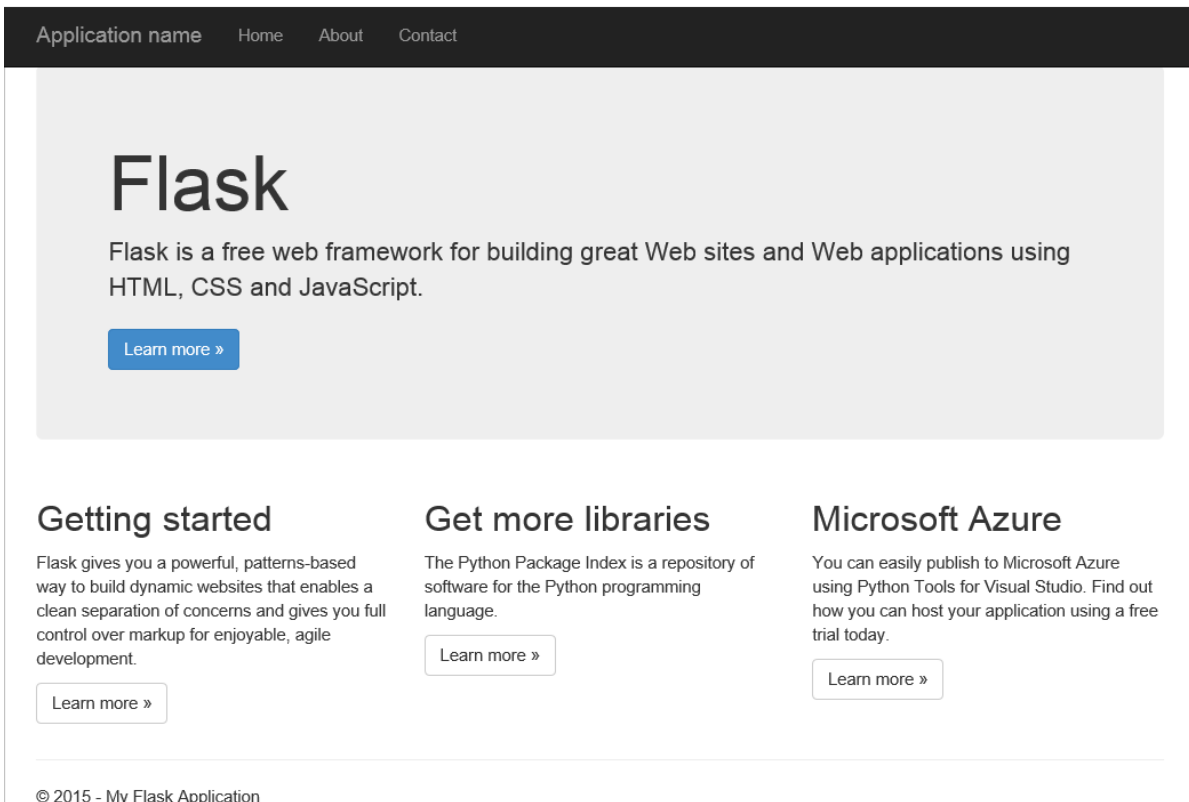 Application name Home About Contact
Flask
Flask is a free web framework for building great Web sites and Web applications using
HTML, CSS and JavaScript.
Learn more »
Getting started
Flask gives you a powerful, patterns-based
way to build dynamic websites that enables a
clean separation of concerns and gives you full
control over markup for enjoyable, agile
development.
Learn more »
Get more libraries
The Python Package Index is a repository of
software for the Python programming
language.
Learn more »
Microsoft Azure
You can easily publish to Microsoft Azure
using Python Tools for Visual Studio. Find out
how you can host your application using a free
trial today.
Learn more »
© 2015 - My Flask Application